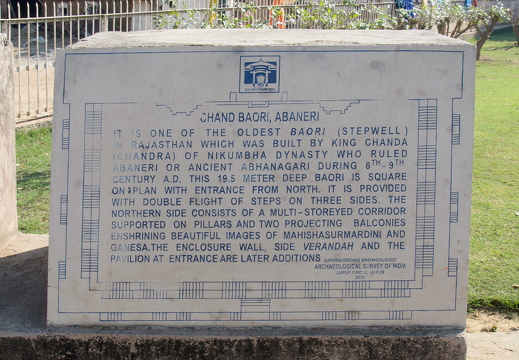 CHAND BAORI, ABANERI
IT IS ONE OF THE OLDEST BAORI (STEPWELL)
IN RAJASTHAN WHICH WAS BUILT BY KING CHANDA
(CHANDRA) OF NIKUMBHA DYNASTY WHO RULED
ABANERI OR ANCIENT ABHANAGARI DURING 8TH-9TH
CENTURY A.D. THIS 19.5 METER DEEP BAORI IS SQUARE
ON PLAN WITH ENTRANCE FROM NORTH. IT IS PROVIDED
WITH DOUBLE FLIGHT OF STEPS ON THREE SIDES. THE
NORTHERN SIDE CONSISTS OF A MULTI-STOREYED CORRIDOR
SUPPORTED ON PILLARS AND TWO PROJECTING BALCONIES
ENSHRINING BEAUTIFUL IMAGES OF MAHISHASURMARDINI AND
GANESA.THE ENCLOSURE WALL, SIDE VERANDAH AND THE
PAVILION AT ENTRANCE ARE LATER ADDITIONS
SUPERINTENDING ARCHAEOLOGIST
ARCHAEOLOGICAL SURVEY OF INDIA
JAIPUR CIRCLE, JAIPUR